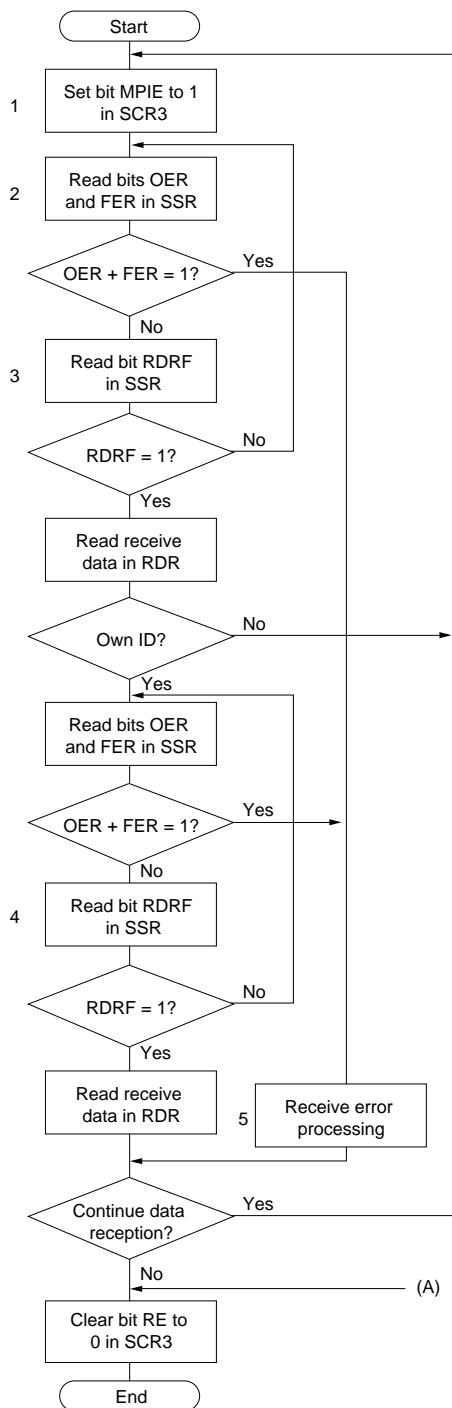 Start
1
Set bit MPIE to 1
in SCR3
2
Read bits OER
and FER in SSR
OER + FER = 1?
Yes
No
3
Read bit RDRF
in SSR
RDRF = 1?
No
Yes
Read receive
data in RDR
Own ID?
No
Yes
Read bits OER
and FER in SSR
OER + FER = 1?
Yes
No
4
Read bit RDRF
in SSR
RDRF = 1?
No
Yes
Read receive
data in RDR
5
Receive error
processing
Continue data
reception?
Yes
No
(A)
Clear bit RE to
0 in SCR3
End